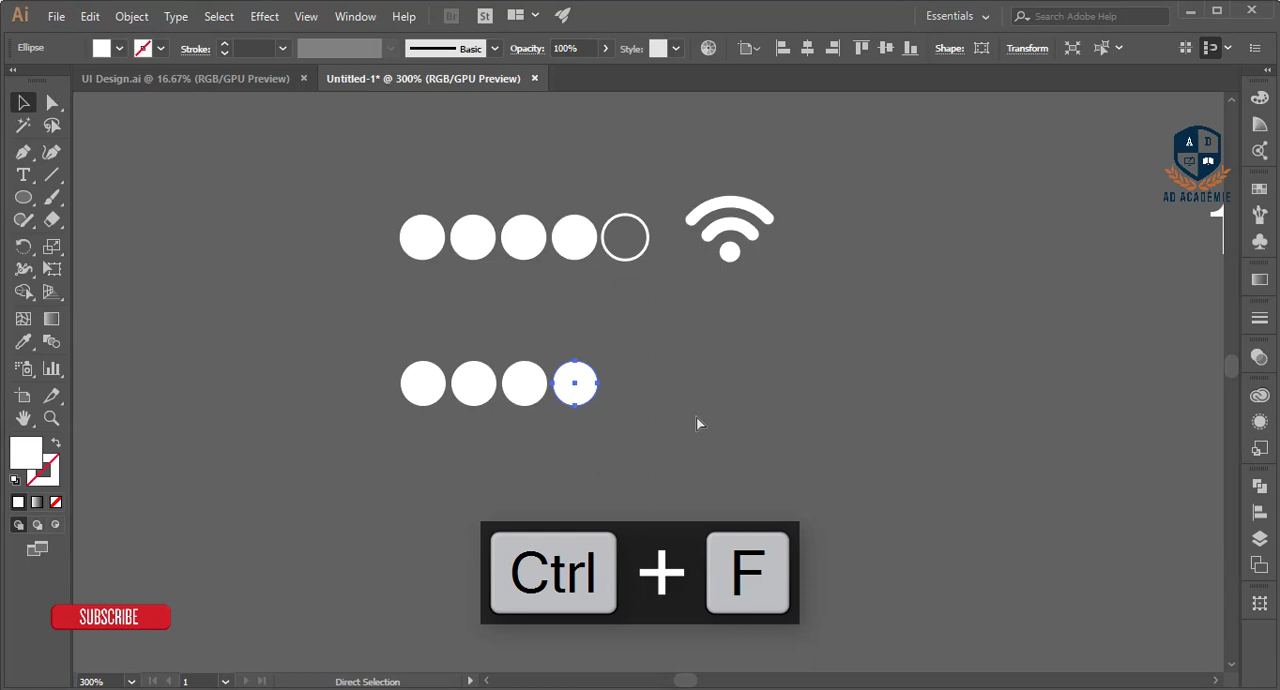 Ai File Edit Object Type Select Effect View Window Help Br St Essentials Search Adobe Help
Ellipse Stroke: Basic Opacity: 100% Style: Shape: Transform
UI Design.ai @ 16.67% (RGB/GPU Preview) × Untitled-1* @ 300% (RGB/GPU Preview) ×
A D
AD ACADEMIE
Ctrl + F
SUBSCRIBE
300% 1 Direct Selection